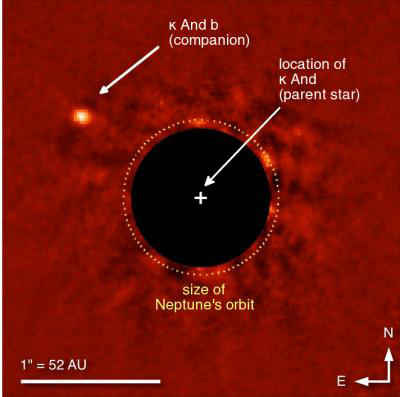 κ And b
(companion)
location of
κ And
(parent star)
size of
Neptune's orbit
1" = 52 AU
N
E